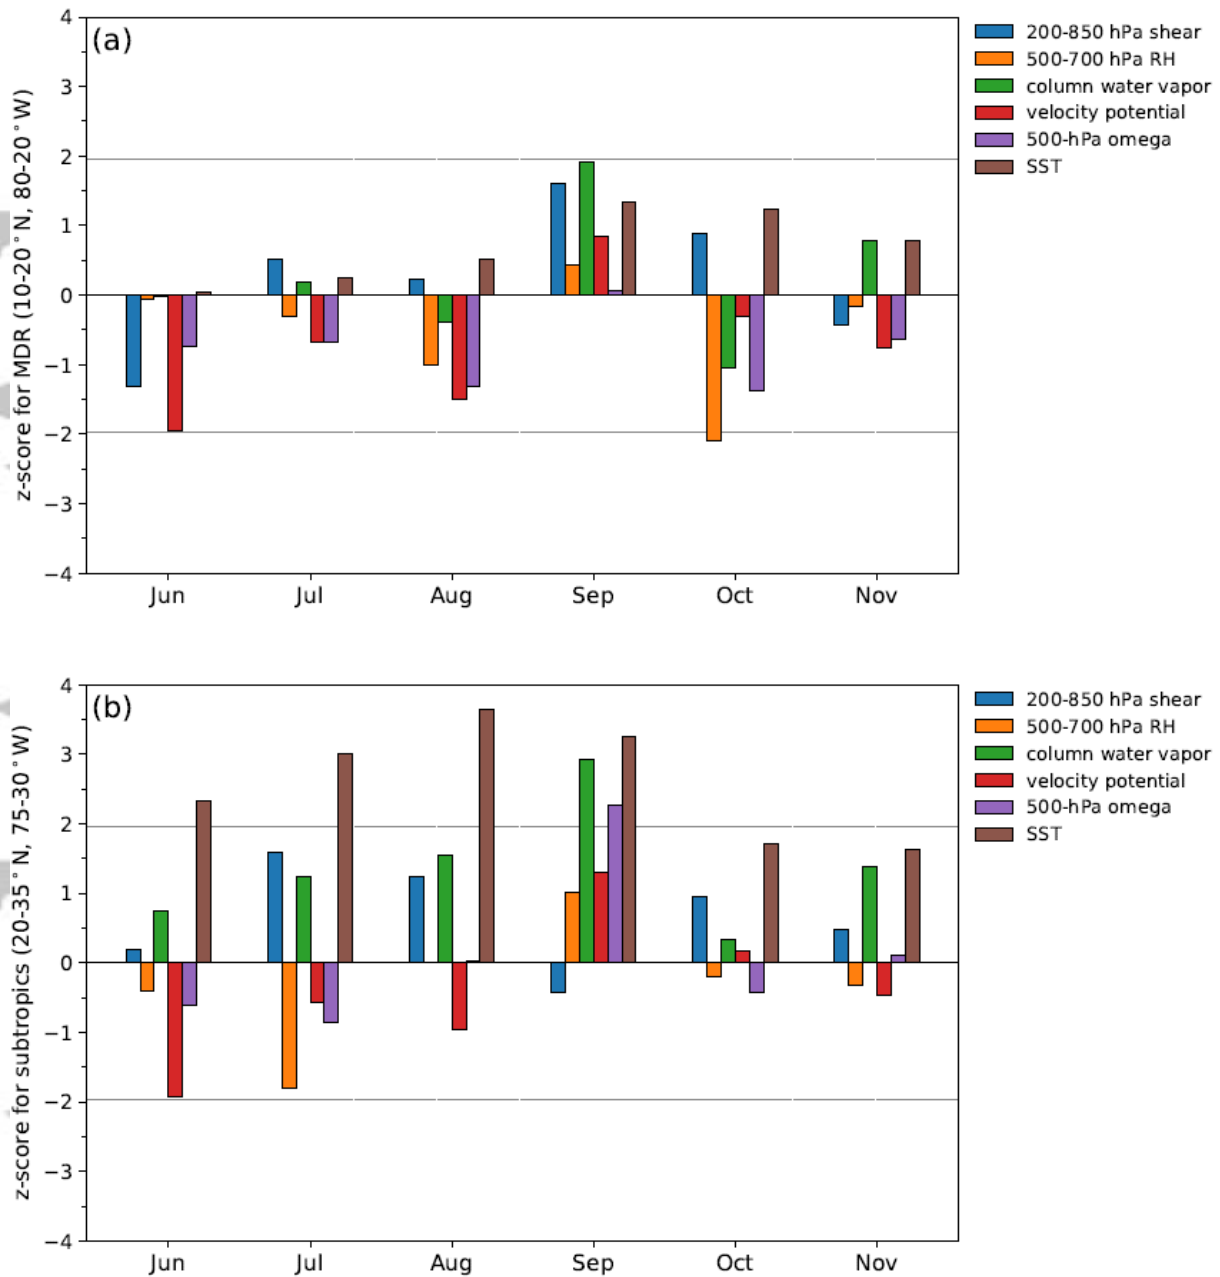 (a)
4
3
2
1
0
−1
−2
−3
−4
z-score for MDR (10-20°N, 80-20°W)
Jun Jul Aug Sep Oct Nov
200-850 hPa shear
500-700 hPa RH
column water vapor
velocity potential
500-hPa omega
SST
(b)
4
3
2
1
0
−1
−2
−3
−4
z-score for subtropics (20-35°N, 75-30°W)
Jun Jul Aug Sep Oct Nov
200-850 hPa shear
500-700 hPa RH
column water vapor
velocity potential
500-hPa omega
SST